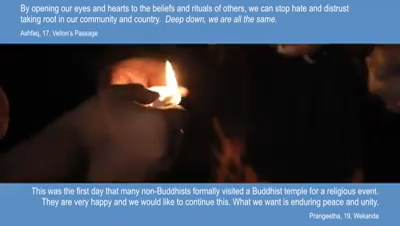 By opening our eyes and hearts to the beliefs and rituals of others, we can stop hate and distrust
taking root in our community and country. Deep down, we are all the same.
Ashfaq, 17, Vellon's Passage
This was the first day that many non-Buddhists formally visited a Buddhist temple for a religious event.
They are very happy and we would like to continue this. What we want is enduring peace and unity.
Prangeetha, 19, Wekanda